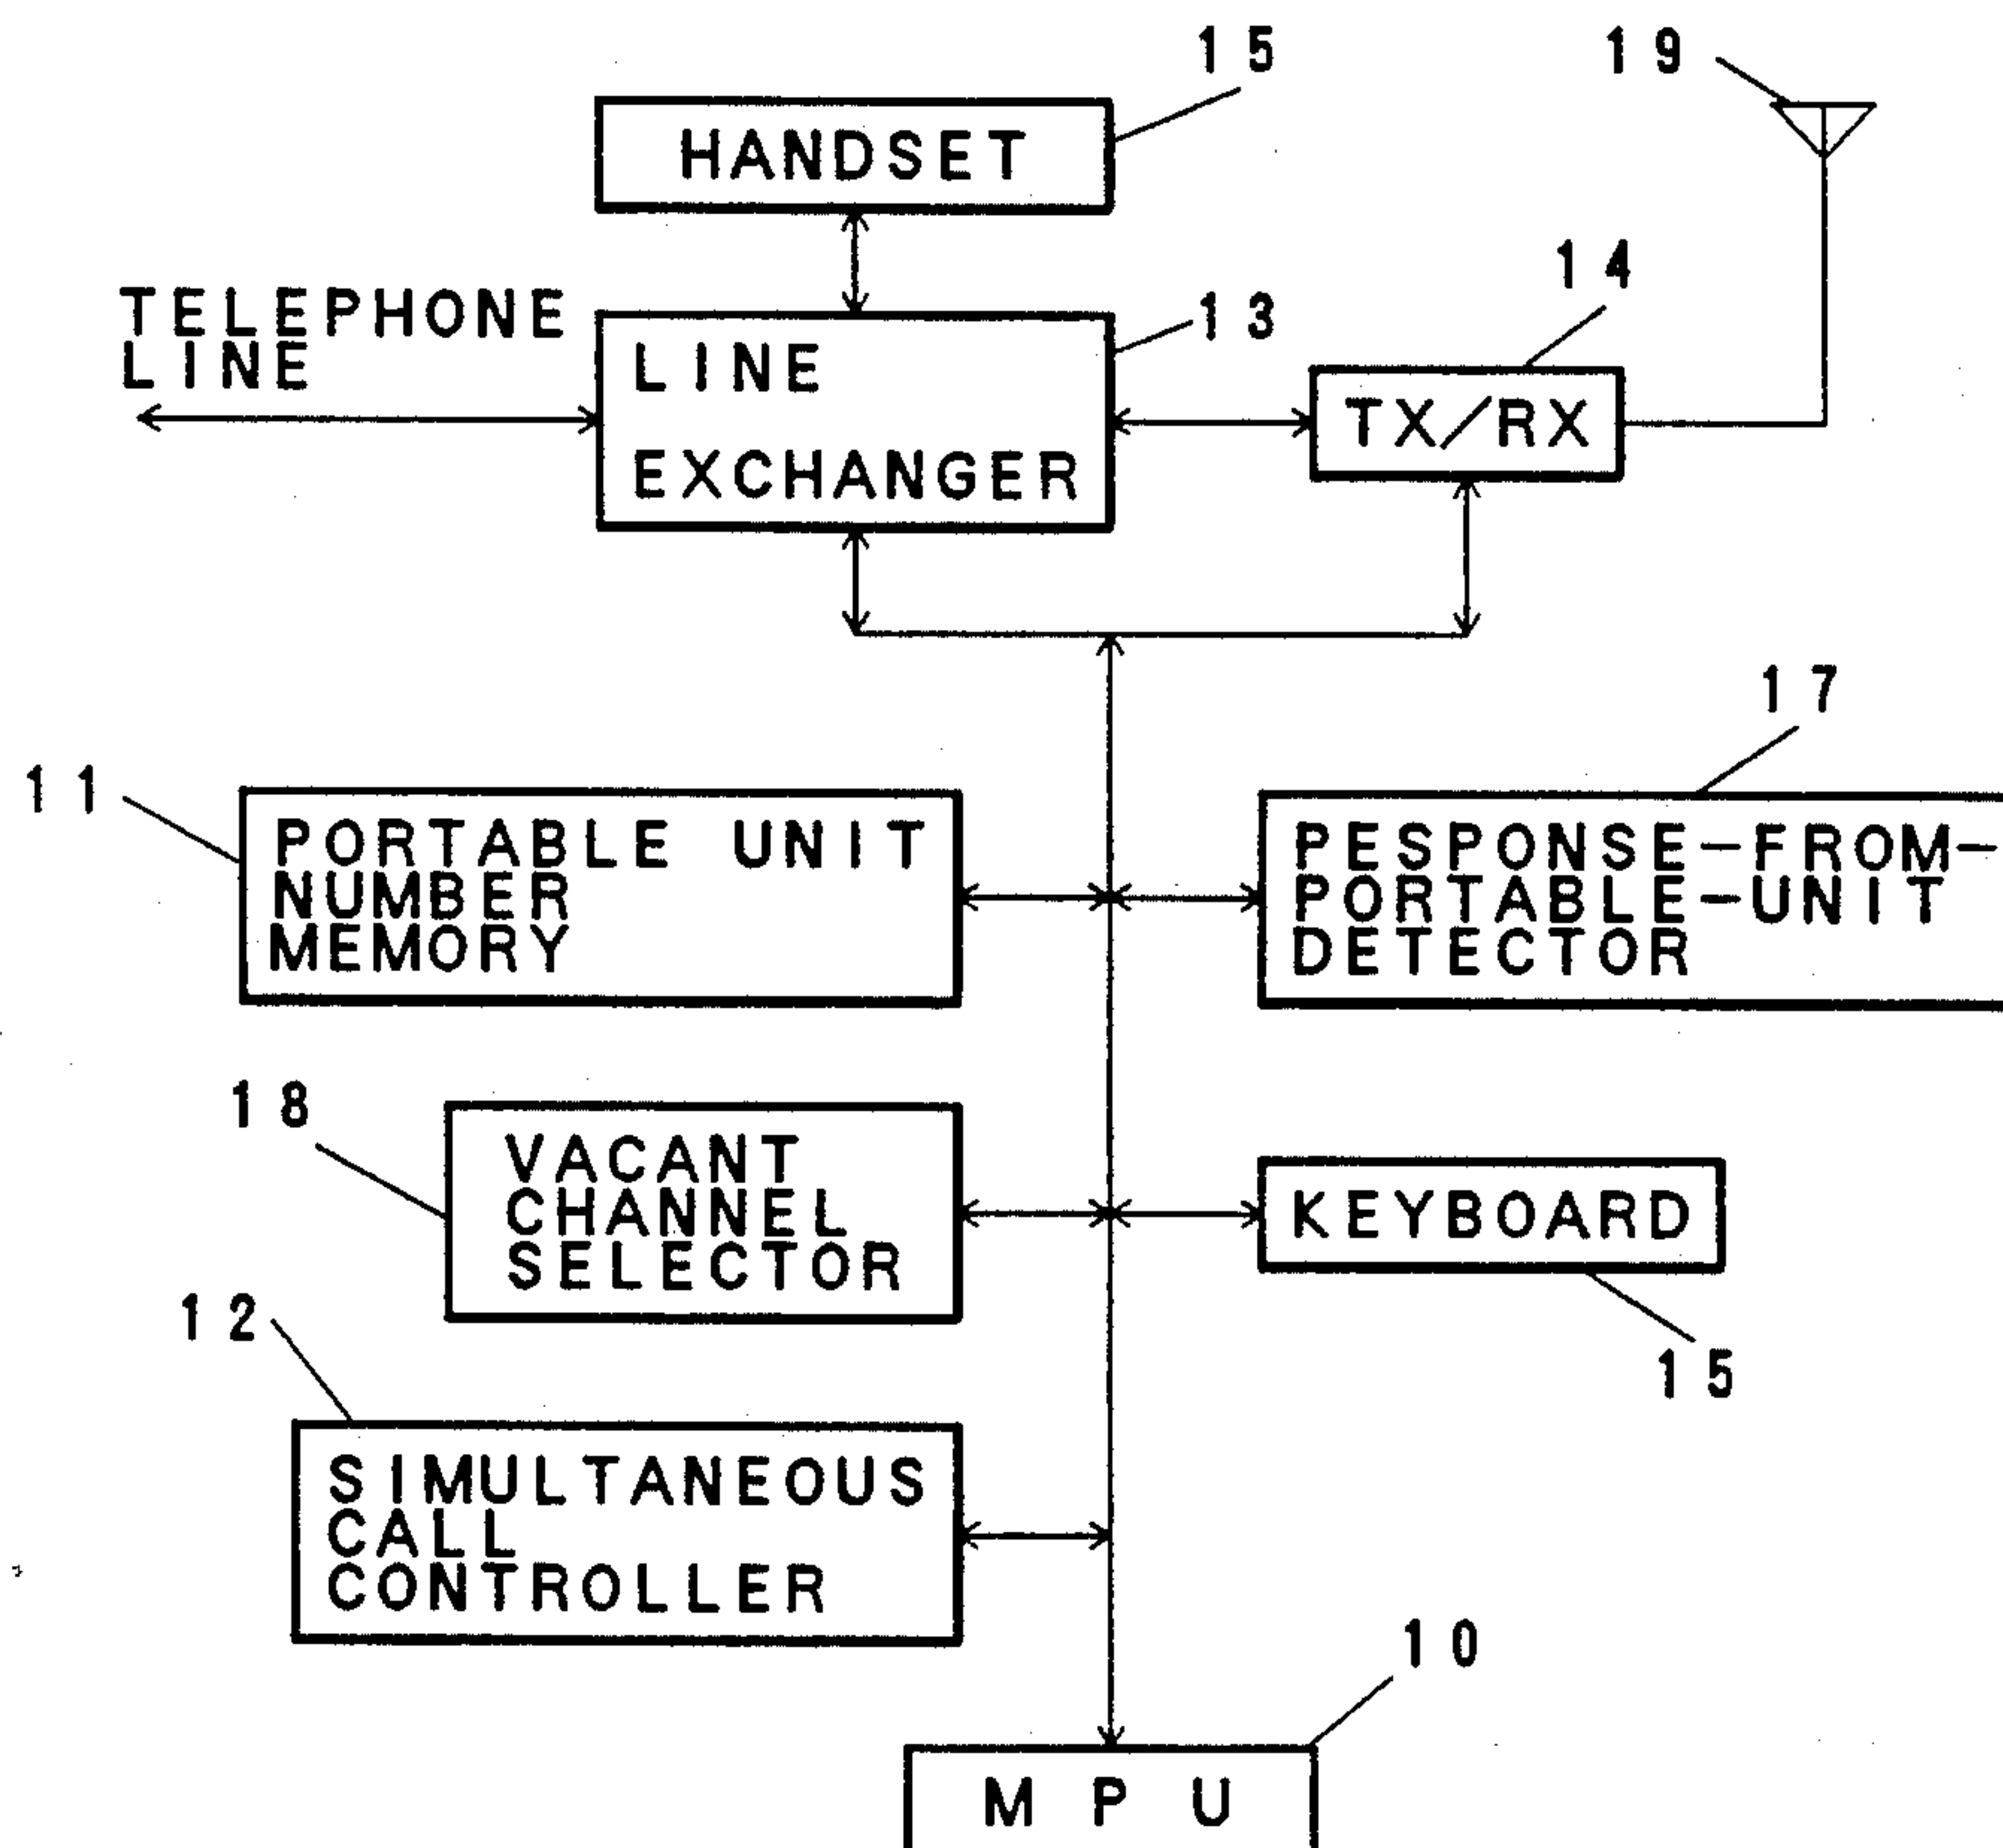 15
19
HANDSET
14
TELEPHONE
LINE
13
LINE
EXCHANGER
TX/RX
17
11
PORTABLE UNIT
NUMBER
MEMORY
PESPONSE-FROM-
PORTABLE-UNIT
DETECTOR
18
VACANT
CHANNEL
SELECTOR
KEYBOARD
12
15
SIMULTANEOUS
CALL
CONTROLLER
10
MPU